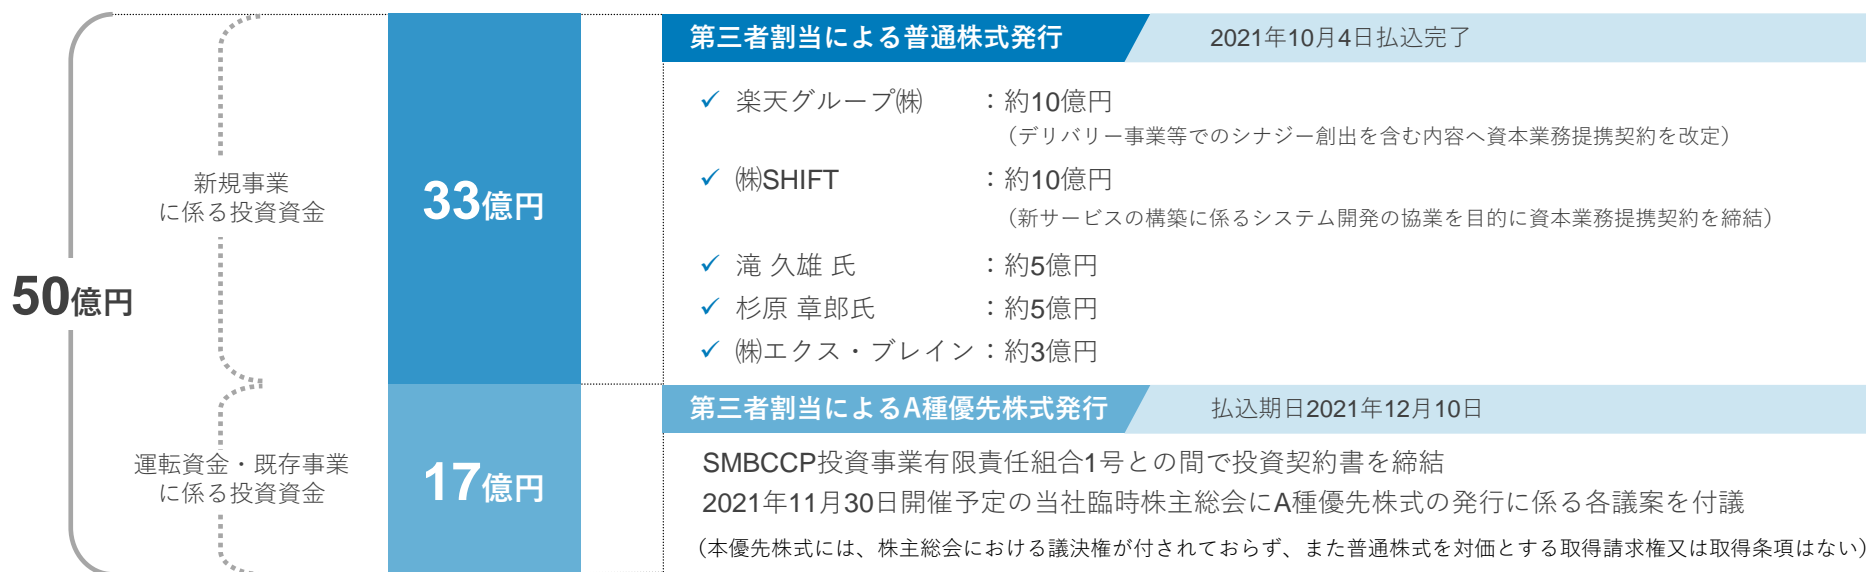 50億円
新規事業
に係る投資資金
運転資金・既存事業
に係る投資資金
33億円
17億円
第三者割当による普通株式発行 2021年10月4日払込完了
✓ 楽天グループ㈱ ：約10億円
（デリバリー事業等でのシナジー創出を含む内容へ資本業務提携契約を改定）
✓ ㈱SHIFT ：約10億円
（新サービスの構築に係るシステム開発の協業を目的に資本業務提携契約を締結）
✓ 滝 久雄 氏 ：約5億円
✓ 杉原 章郎氏 ：約5億円
✓ ㈱エクス・ブレイン：約3億円
第三者割当によるA種優先株式発行 払込期日2021年12月10日
SMBCCP投資事業有限責任組合1号との間で投資契約書を締結
2021年11月30日開催予定の当社臨時株主総会にA種優先株式の発行に係る各議案を付議
（本優先株式には、株主総会における議決権が付されておらず、また普通株式を対価とする取得請求権又は取得条項はない）